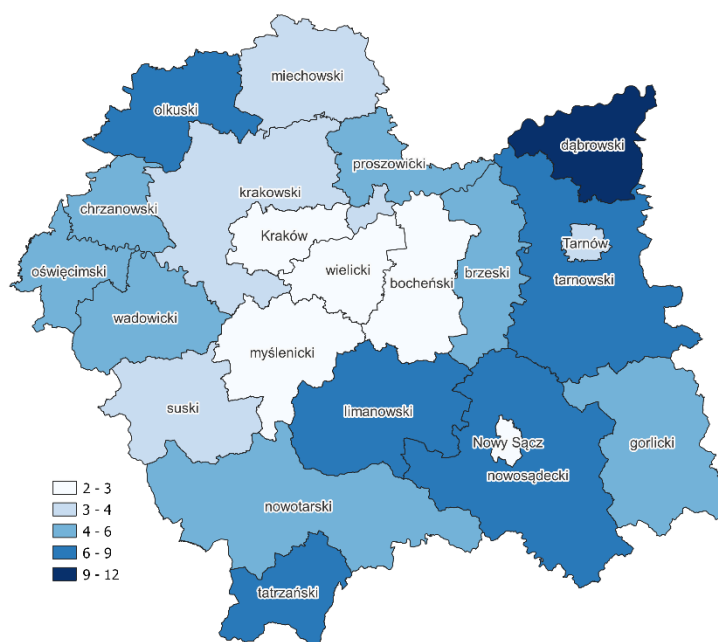 miechowski
olkuski
dąbrowski
proszowicki
krakowski
chrzanowski
Kraków
Tarnów
wielicki
oświęcimski
brzeski
bocheński
tarnowski
wadowicki
myślenicki
suski
limanowski
Nowy Sącz
gorlicki
nowosądecki
nowotarski
tatrzański
2 - 3
3 - 4
4 - 6
6 - 9
9 - 12